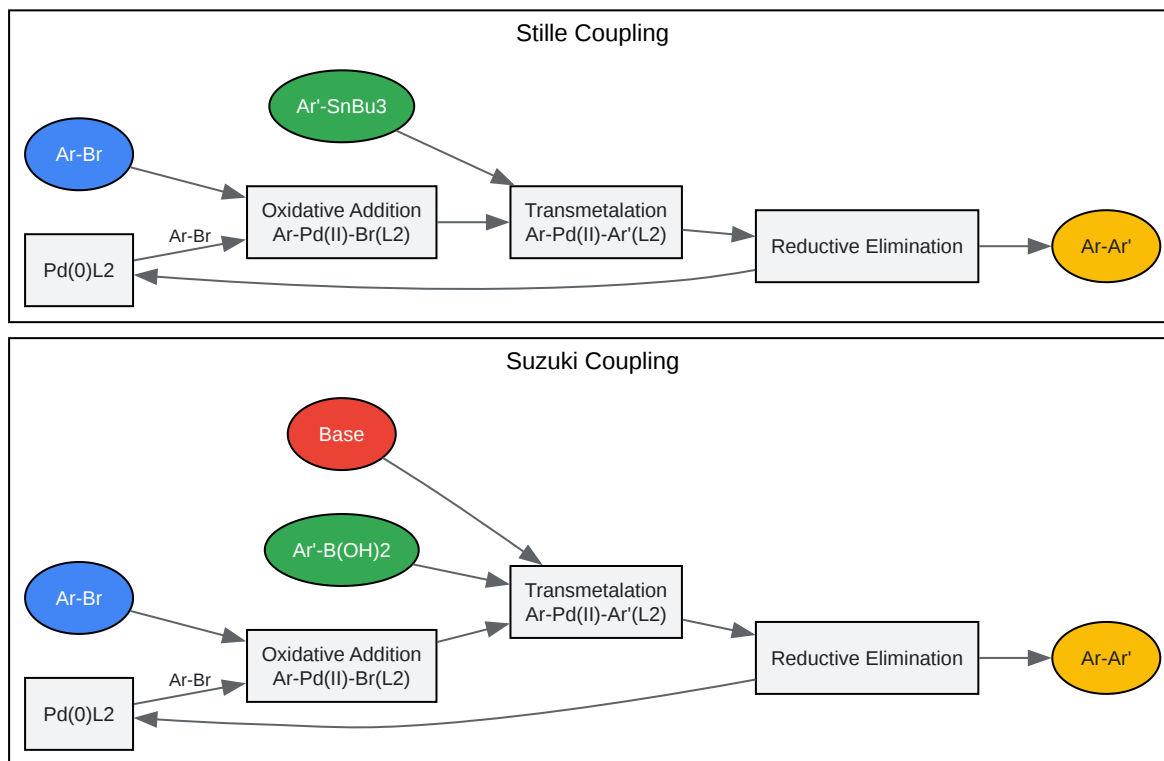 Stille Coupling
Ar'-SnBu3
Ar-Br
Oxidative Addition
Ar-Pd(II)-Br(L2)
Transmetalation
Ar-Pd(II)-Ar'(L2)
Ar-Br
Reductive Elimination
Ar-Ar'
Pd(0)L2
Suzuki Coupling
Base
Ar'-B(OH)2
Ar-Br
Transmetalation
Ar-Pd(II)-Ar'(L2)
Oxidative Addition
Ar-Pd(II)-Br(L2)
Reductive Elimination
Ar-Ar'
Ar-Br
Pd(0)L2